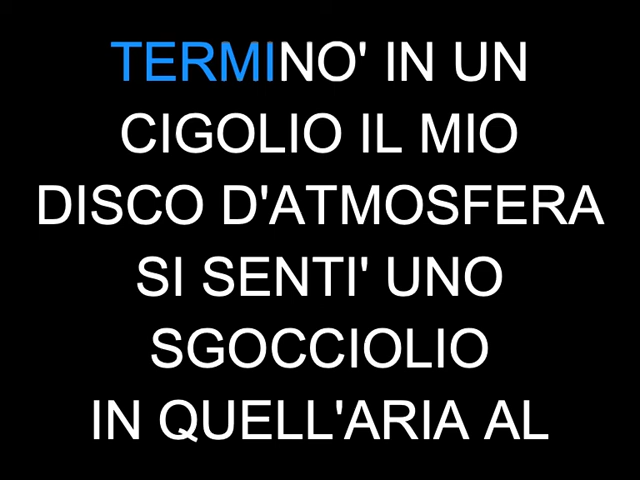 TERMINO' IN UN
CIGOLIO IL MIO
DISCO D'ATMOSFERA
SI SENTI' UNO
SGOCCIOLIO
IN QUELL'ARIA AL